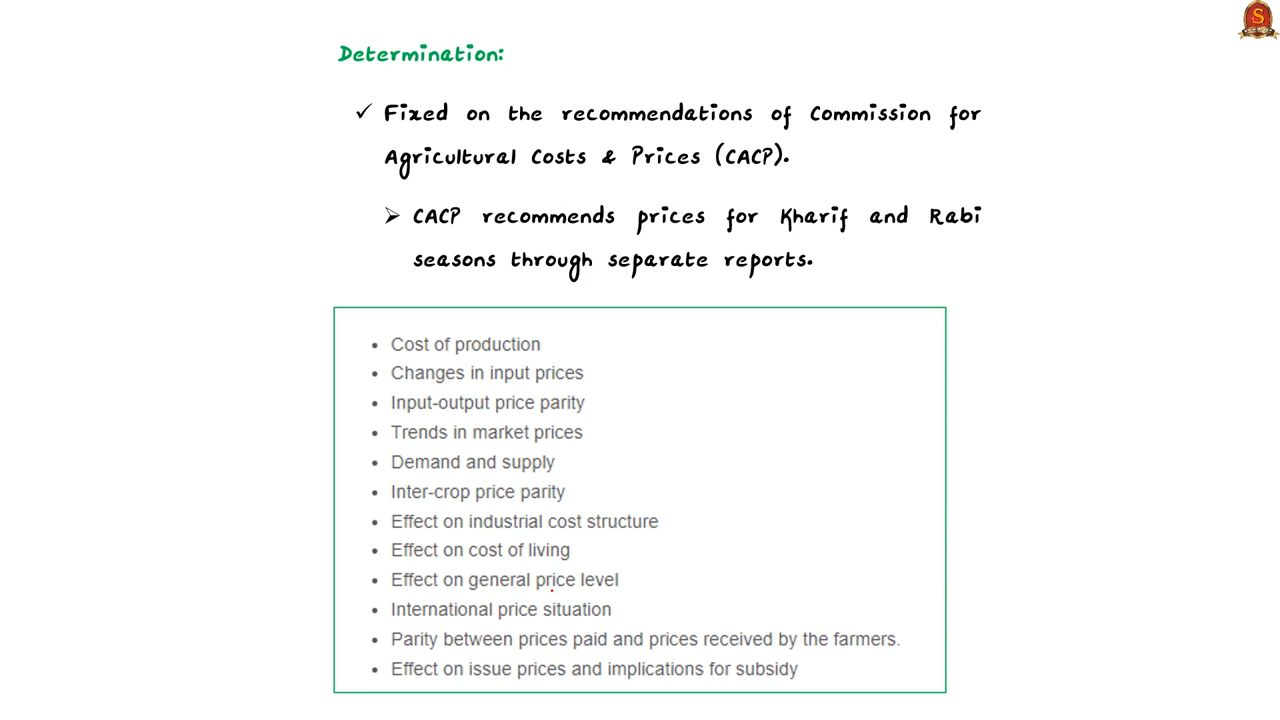 Determination:
✓ Fixed on the recommendations of Commission for
Agricultural Costs & Prices (CACP).
➢ CACP recommends prices for Kharif and Rabi
seasons through separate reports.
• Cost of production
• Changes in input prices
• Input-output price parity
• Trends in market prices
• Demand and supply
• Inter-crop price parity
• Effect on industrial cost structure
• Effect on cost of living
• Effect on general price level
• International price situation
• Parity between prices paid and prices received by the farmers.
• Effect on issue prices and implications for subsidy